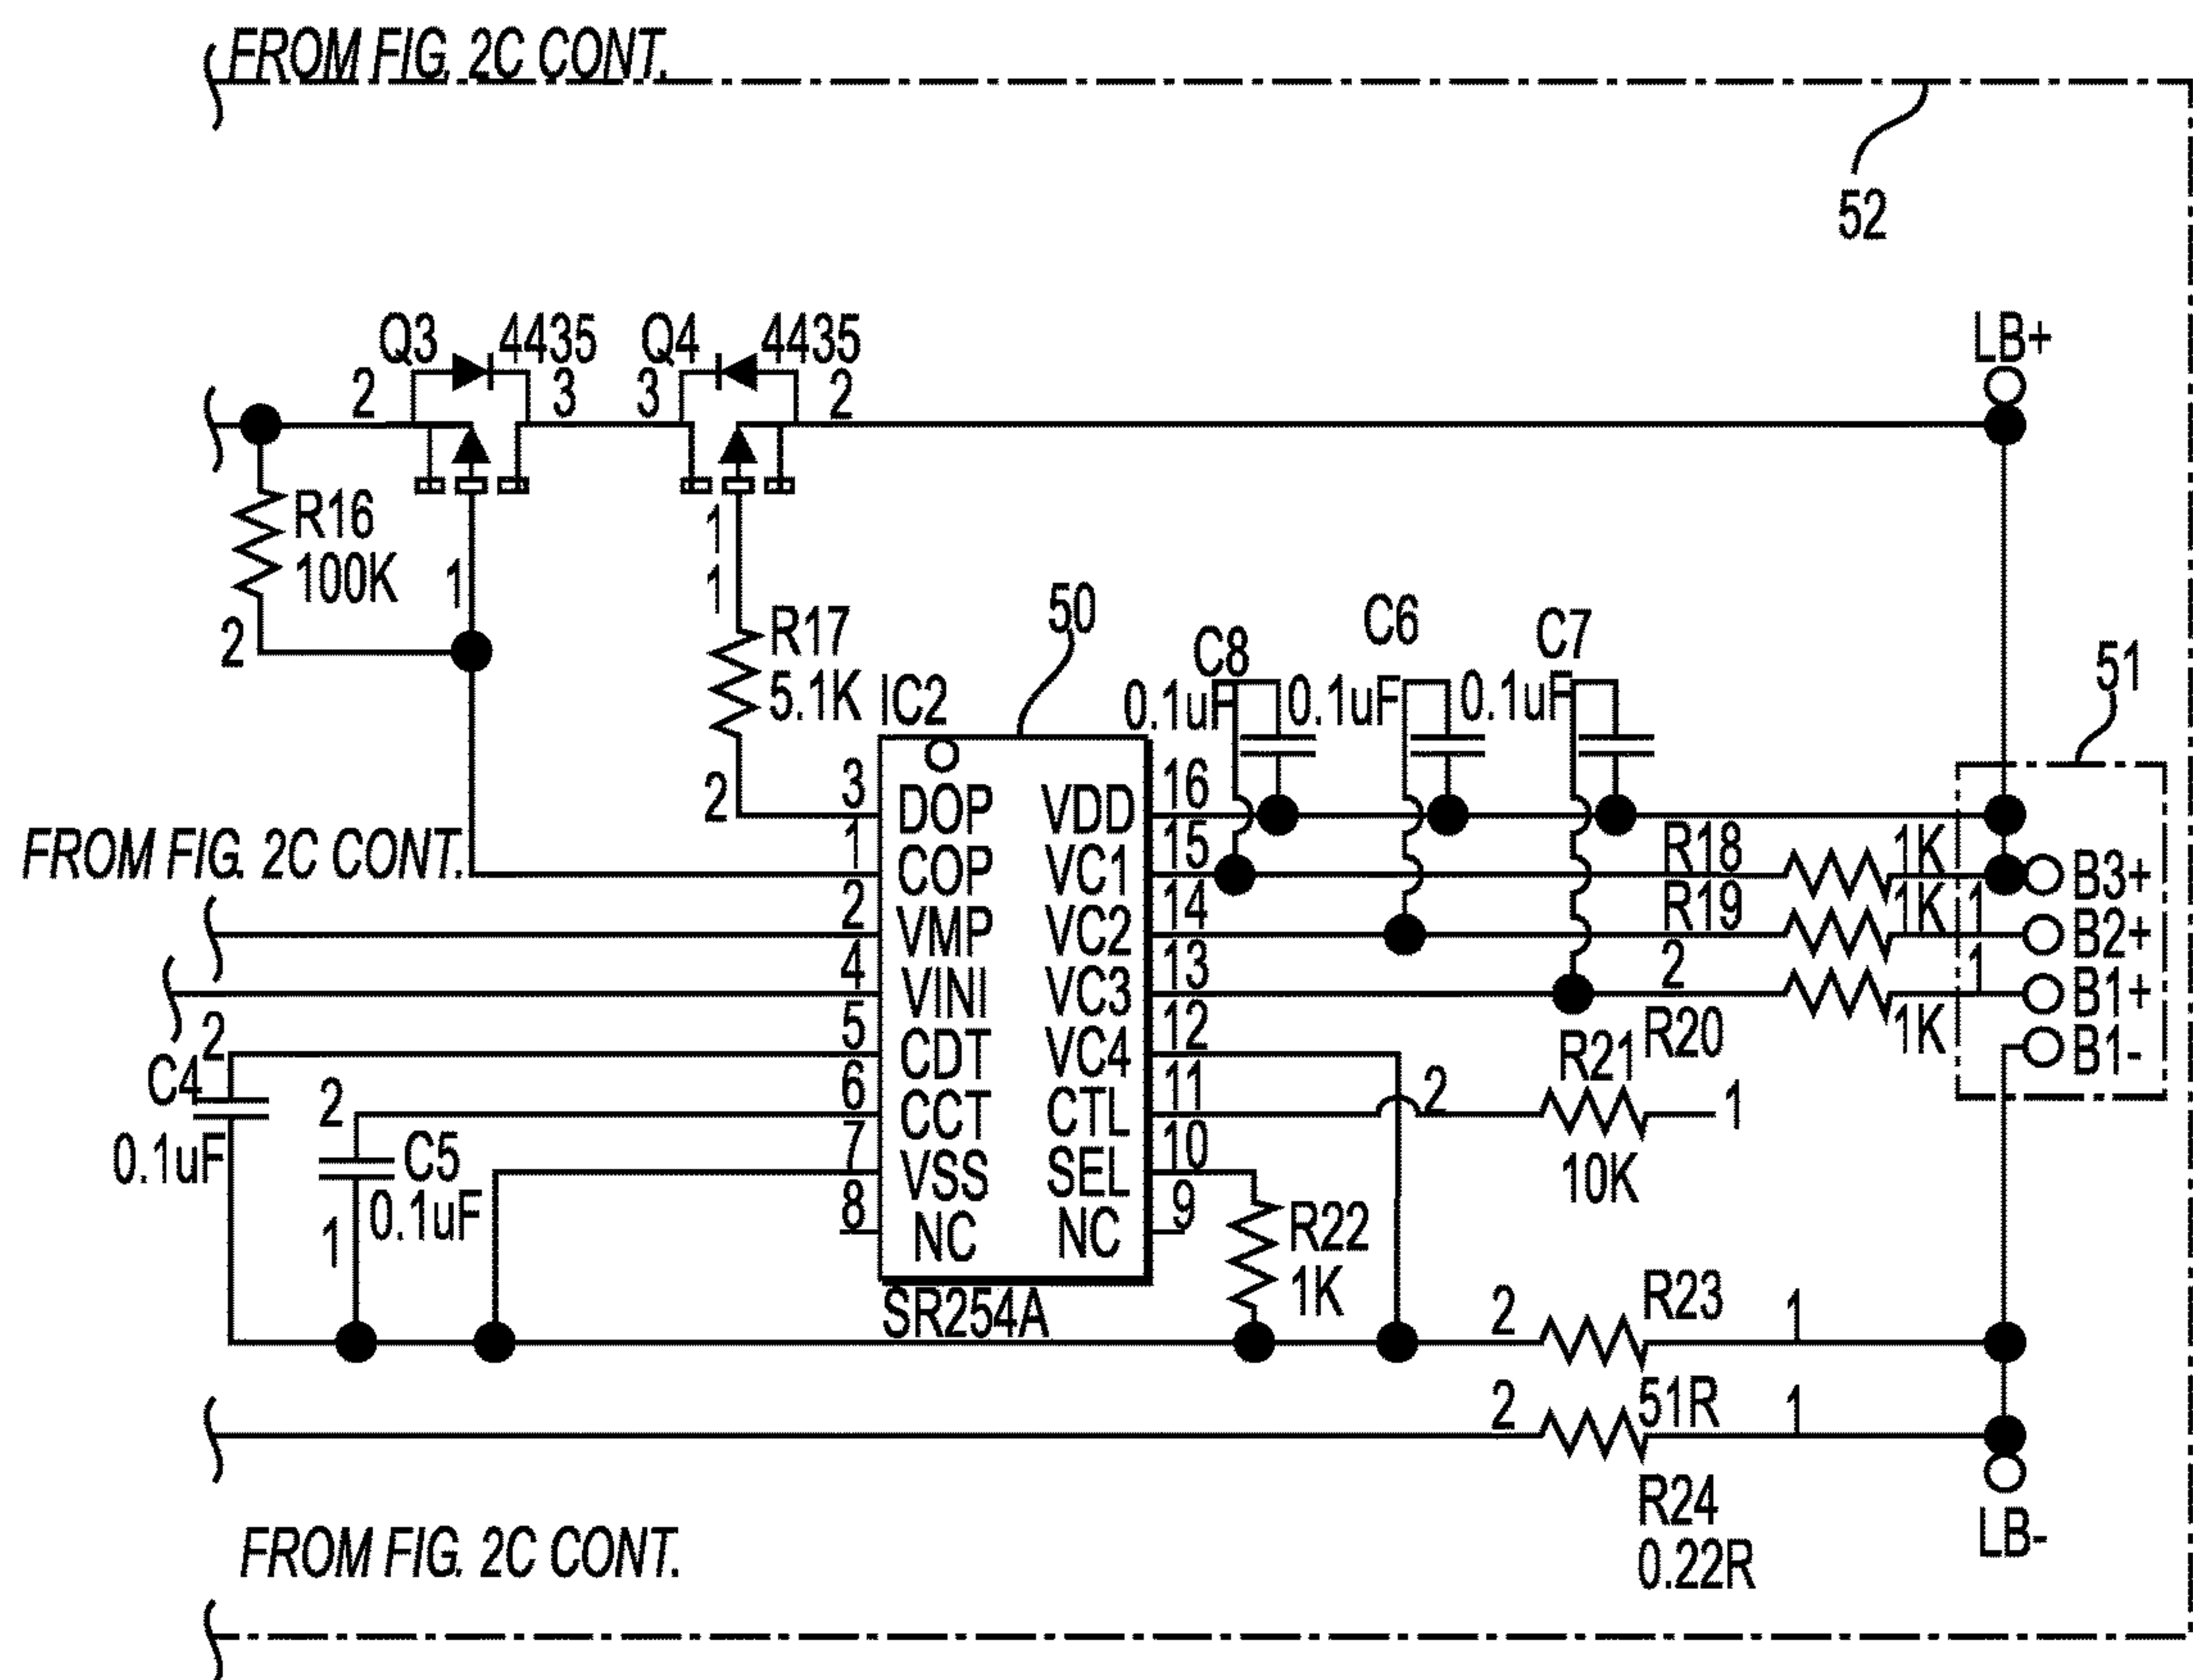 FROM FIG. 2C CONT.
52
LB+
Q3 4435 Q4 4435
2 3 3 2
R16
100K
1
1
1
2
R17
5.1K
50
C8
C6
C7
51
0.1uF 0.1uF 0.1uF
IC2
2
3 DOP VDD 16
1 COP VC1 15 R18 1K B3+
FROM FIG. 2C CONT.
2 VMP VC2 14 R19 1K 1 B2+
4 VINI VC3 13 2 1 B1+
R20 1K
2
5 CDT VC4 12 B1-
C4
0.1uF
R21
6 CCT CTL 11 2 1
10K
2
C5
0.1uF
1
7 VSS SEL 10
8 NC NC 9
R22
1K
SR254A
2 R23 1
51R
2 1
R24
0.22R
LB-
FROM FIG. 2C CONT.